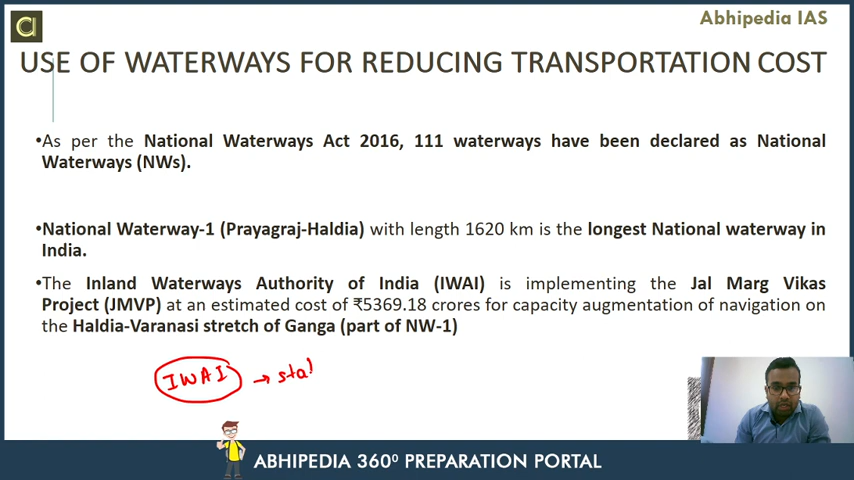 Abhipedia IAS
USE OF WATERWAYS FOR REDUCING TRANSPORTATION COST
•As per the National Waterways Act 2016, 111 waterways have been declared as National
Waterways (NWs).
•National Waterway-1 (Prayagraj-Haldia) with length 1620 km is the longest National waterway in
India.
•The Inland Waterways Authority of India (IWAI) is implementing the Jal Marg Vikas
Project (JMVP) at an estimated cost of ₹5369.18 crores for capacity augmentation of navigation on
the Haldia-Varanasi stretch of Ganga (part of NW-1)
IWAI →
ABHIPEDIA 360⁰ PREPARATION PORTAL